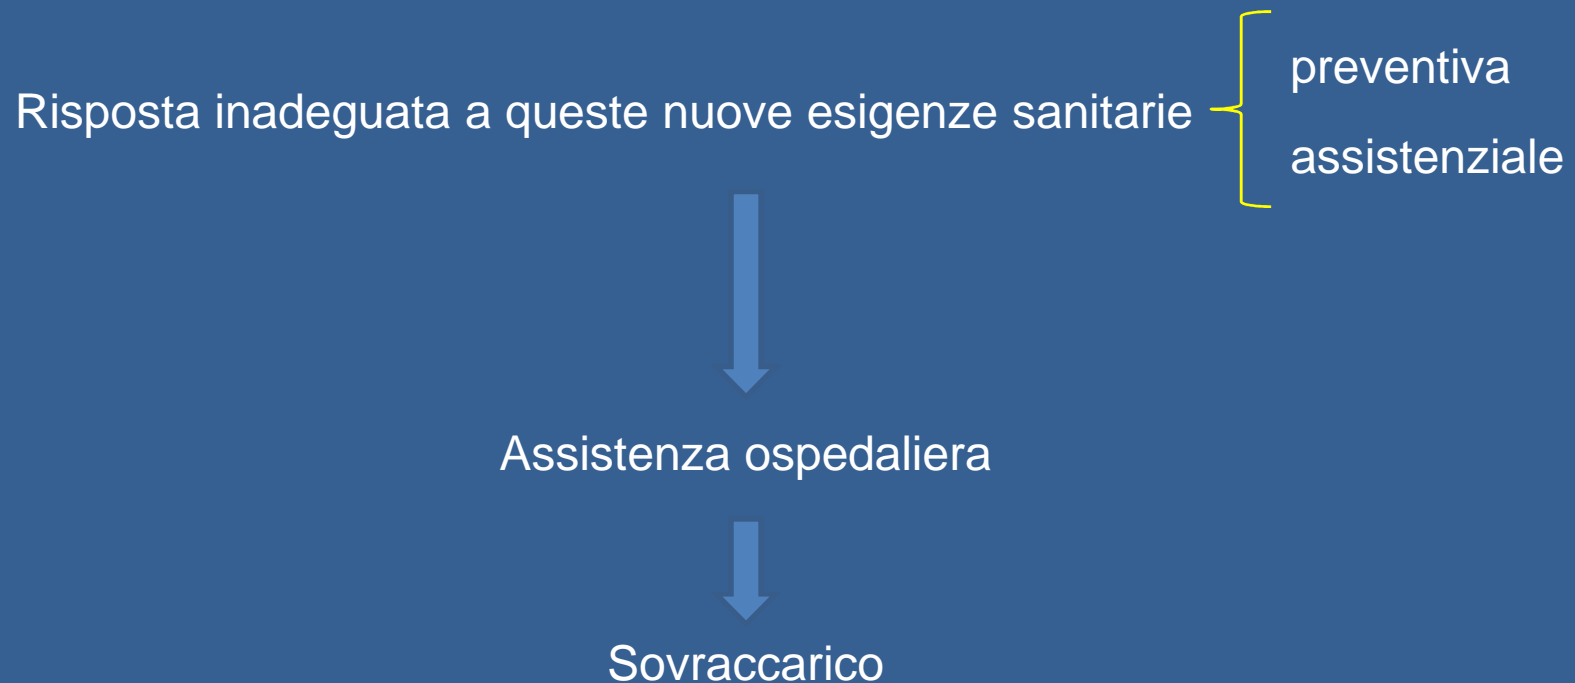 preventiva
Risposta inadeguata a queste nuove esigenze sanitarie
assistenziale
Assistenza ospedaliera
Sovraccarico